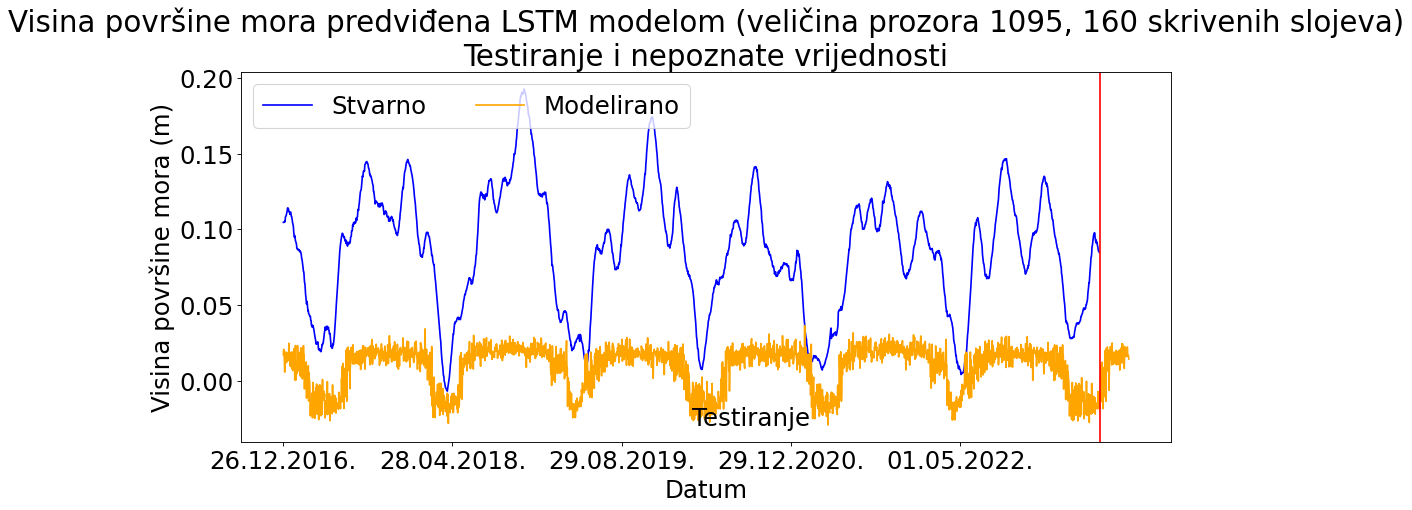 Visina površine mora predviđena LSTM modelom (veličina prozora 1095, 160 skrivenih slojeva)
Testiranje i nepoznate vrijednosti
Stvarno
Modelirano
Visina površine mora (m)
0.20
0.15
0.10
0.05
0.00
Testiranje
26.12.2016.
28.04.2018.
29.08.2019.
29.12.2020.
01.05.2022.
Datum